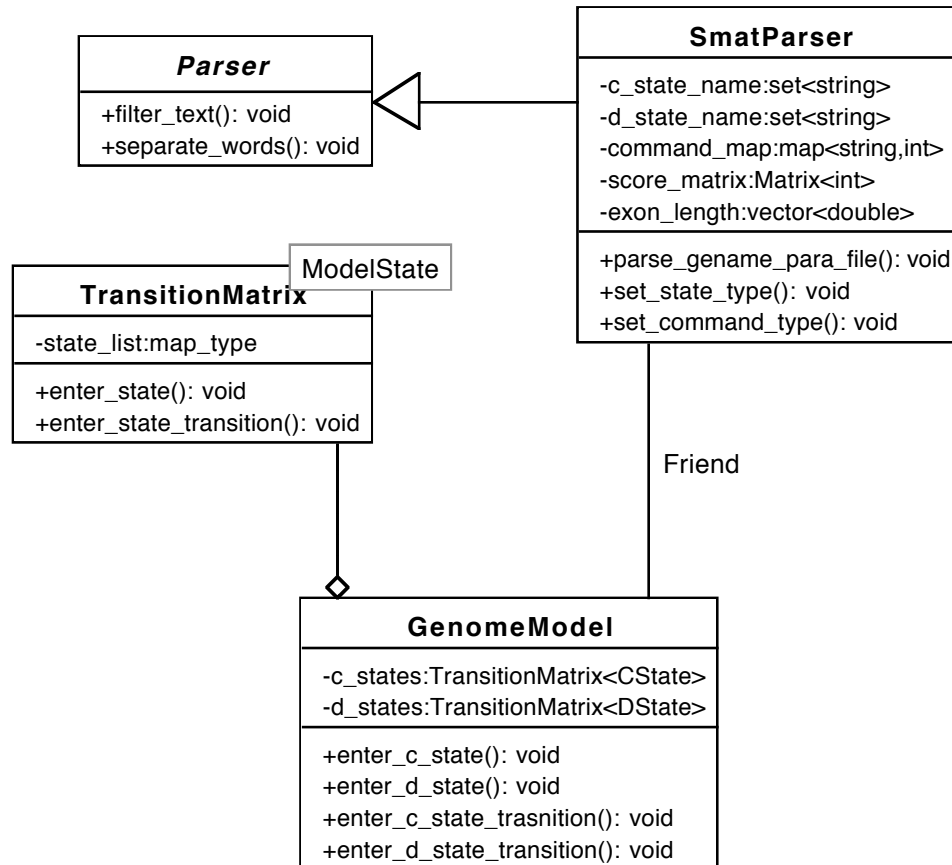 Parser
+filter_text(): void
+separate_words(): void
SmatParser
-c_state_name:set<string>
-d_state_name:set<string>
-command_map:map<string,int>
-score_matrix:Matrix<int>
-exon_length:vector<double>
+parse_gename_para_file(): void
+set_state_type(): void
+set_command_type(): void
ModelState
TransitionMatrix
-state_list:map_type
+enter_state(): void
+enter_state_transition(): void
Friend
GenomeModel
-c_states:TransitionMatrix<CState>
-d_states:TransitionMatrix<DState>
+enter_c_state(): void
+enter_d_state(): void
+enter_c_state_trasnition(): void
+enter_d_state_transition(): void